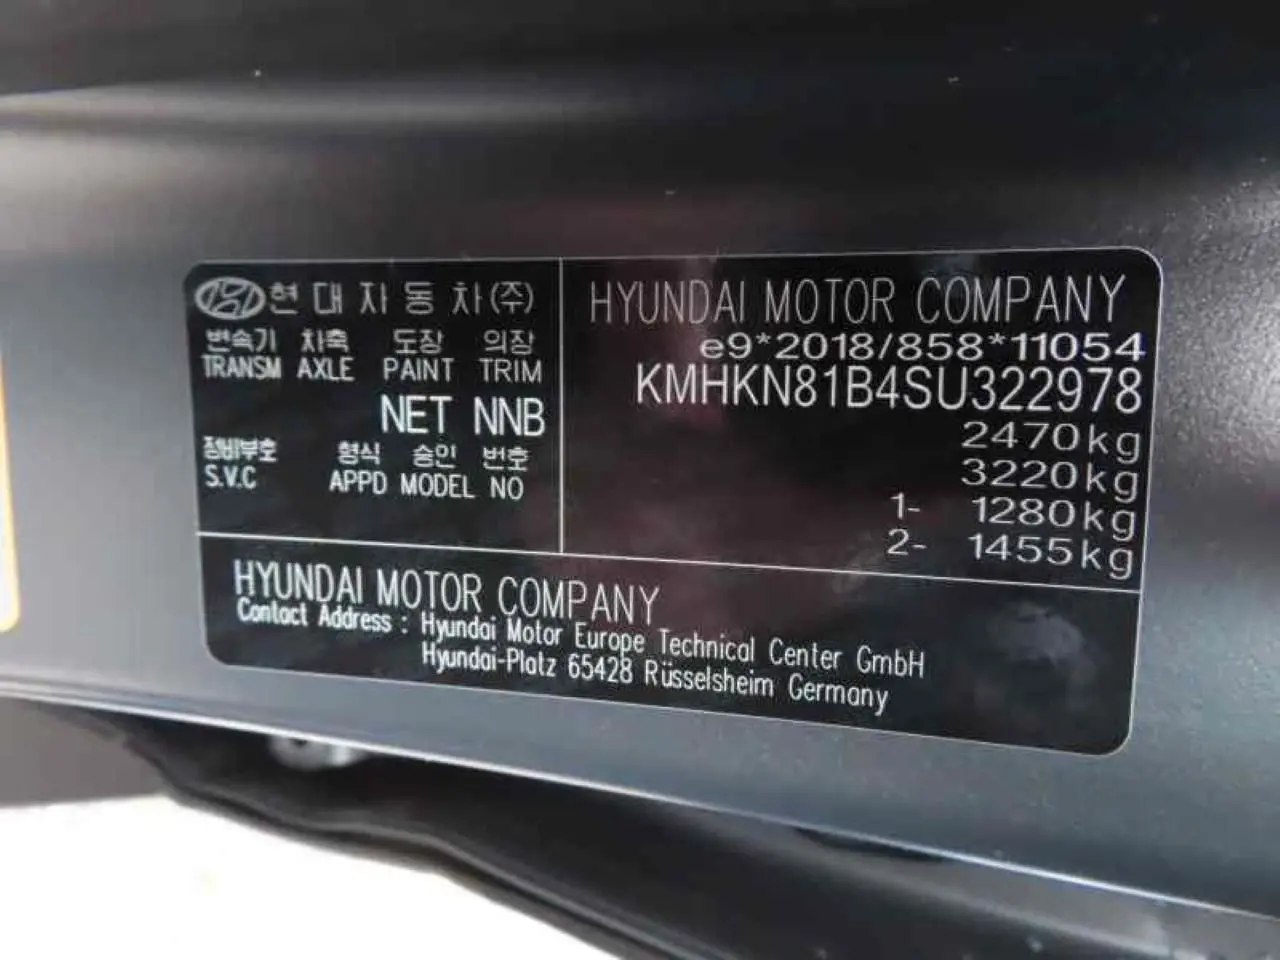 현대자동차(주)
변속기 차축 도장 의장
TRANSM AXLE PAINT TRIM
NET NNB
정비부호 형식 승인 번호
S.V.C APPD MODEL NO
HYUNDAI MOTOR COMPANY
e9*2018/858*11054
KMHKN81B4SU322978
2470kg
3220kg
1- 1280kg
2- 1455kg
HYUNDAI MOTOR COMPANY
Contact Address : Hyundai Motor Europe Technical Center GmbH
Hyundai-Platz 65428 Rüsselsheim Germany